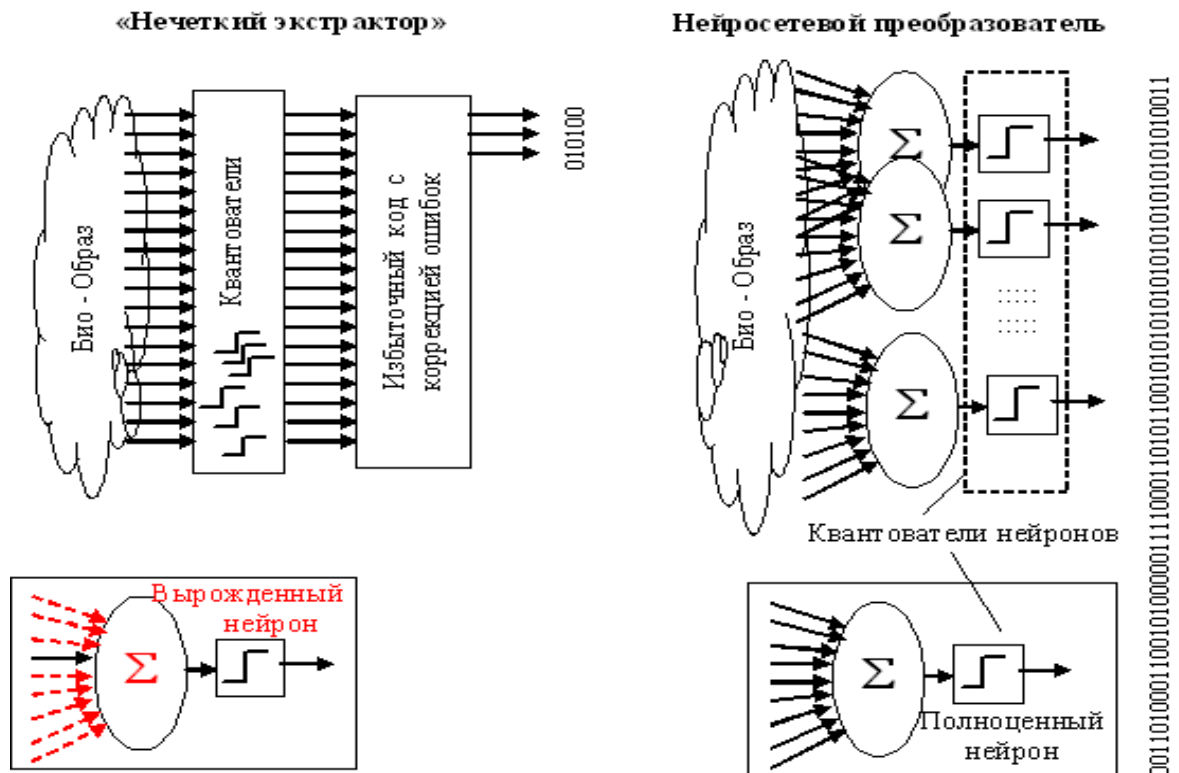 «Нечеткий экстрактор»
Нейросетевой преобразователь
Био - Образ
Квантователи
Избыточный код с
коррекцией ошибок
010100
Био - Образ
Σ
Σ
Σ
Квантователи нейронов
Вырожденный
нейрон
Σ
Σ
Полноценный
нейрон